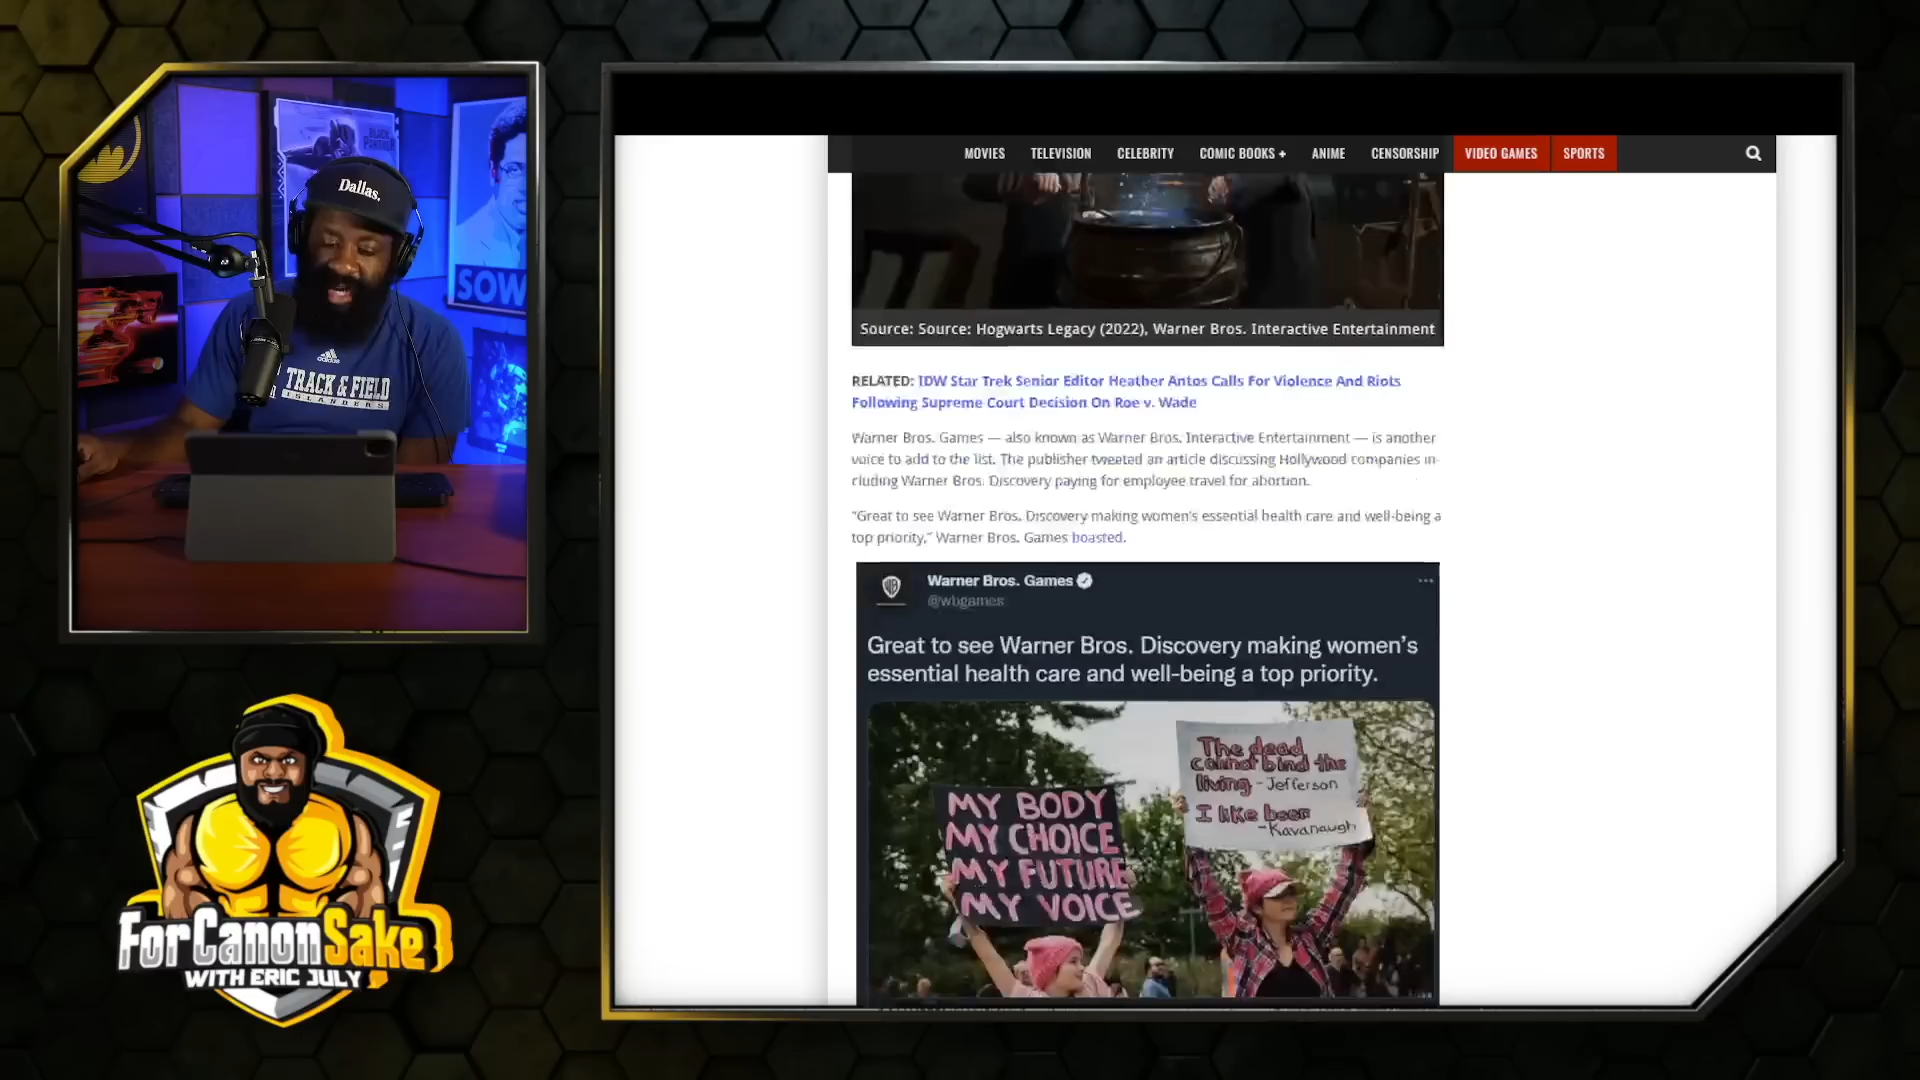 BLACK
PANTHER
Dallas.
SOW
adidas
TRACK & FIELD
ISLANDERS
ForCanonSake
WITH ERIC JULY
MOVIES TELEVISION CELEBRITY COMIC BOOKS + ANIME CENSORSHIP VIDEO GAMES SPORTS
Source: Source: Hogwarts Legacy (2022), Warner Bros. Interactive Entertainment
RELATED: IDW Star Trek Senior Editor Heather Antos Calls For Violence And Riots
Following Supreme Court Decision On Roe v. Wade
Warner Bros. Games — also known as Warner Bros. Interactive Entertainment — is another
voice to add to the list. The publisher tweeted an article discussing Hollywood companies in-
cluding Warner Bros. Discovery paying for employee travel for abortion.
"Great to see Warner Bros. Discovery making women's essential health care and well-being a
top priority," Warner Bros. Games boasted.
Warner Bros. Games
@wbgames
Great to see Warner Bros. Discovery making women's
essential health care and well-being a top priority.
The dead
cannot bind the
living - Jefferson
I like beer
- Kavanaugh
MY BODY
MY CHOICE
MY FUTURE
MY VOICE